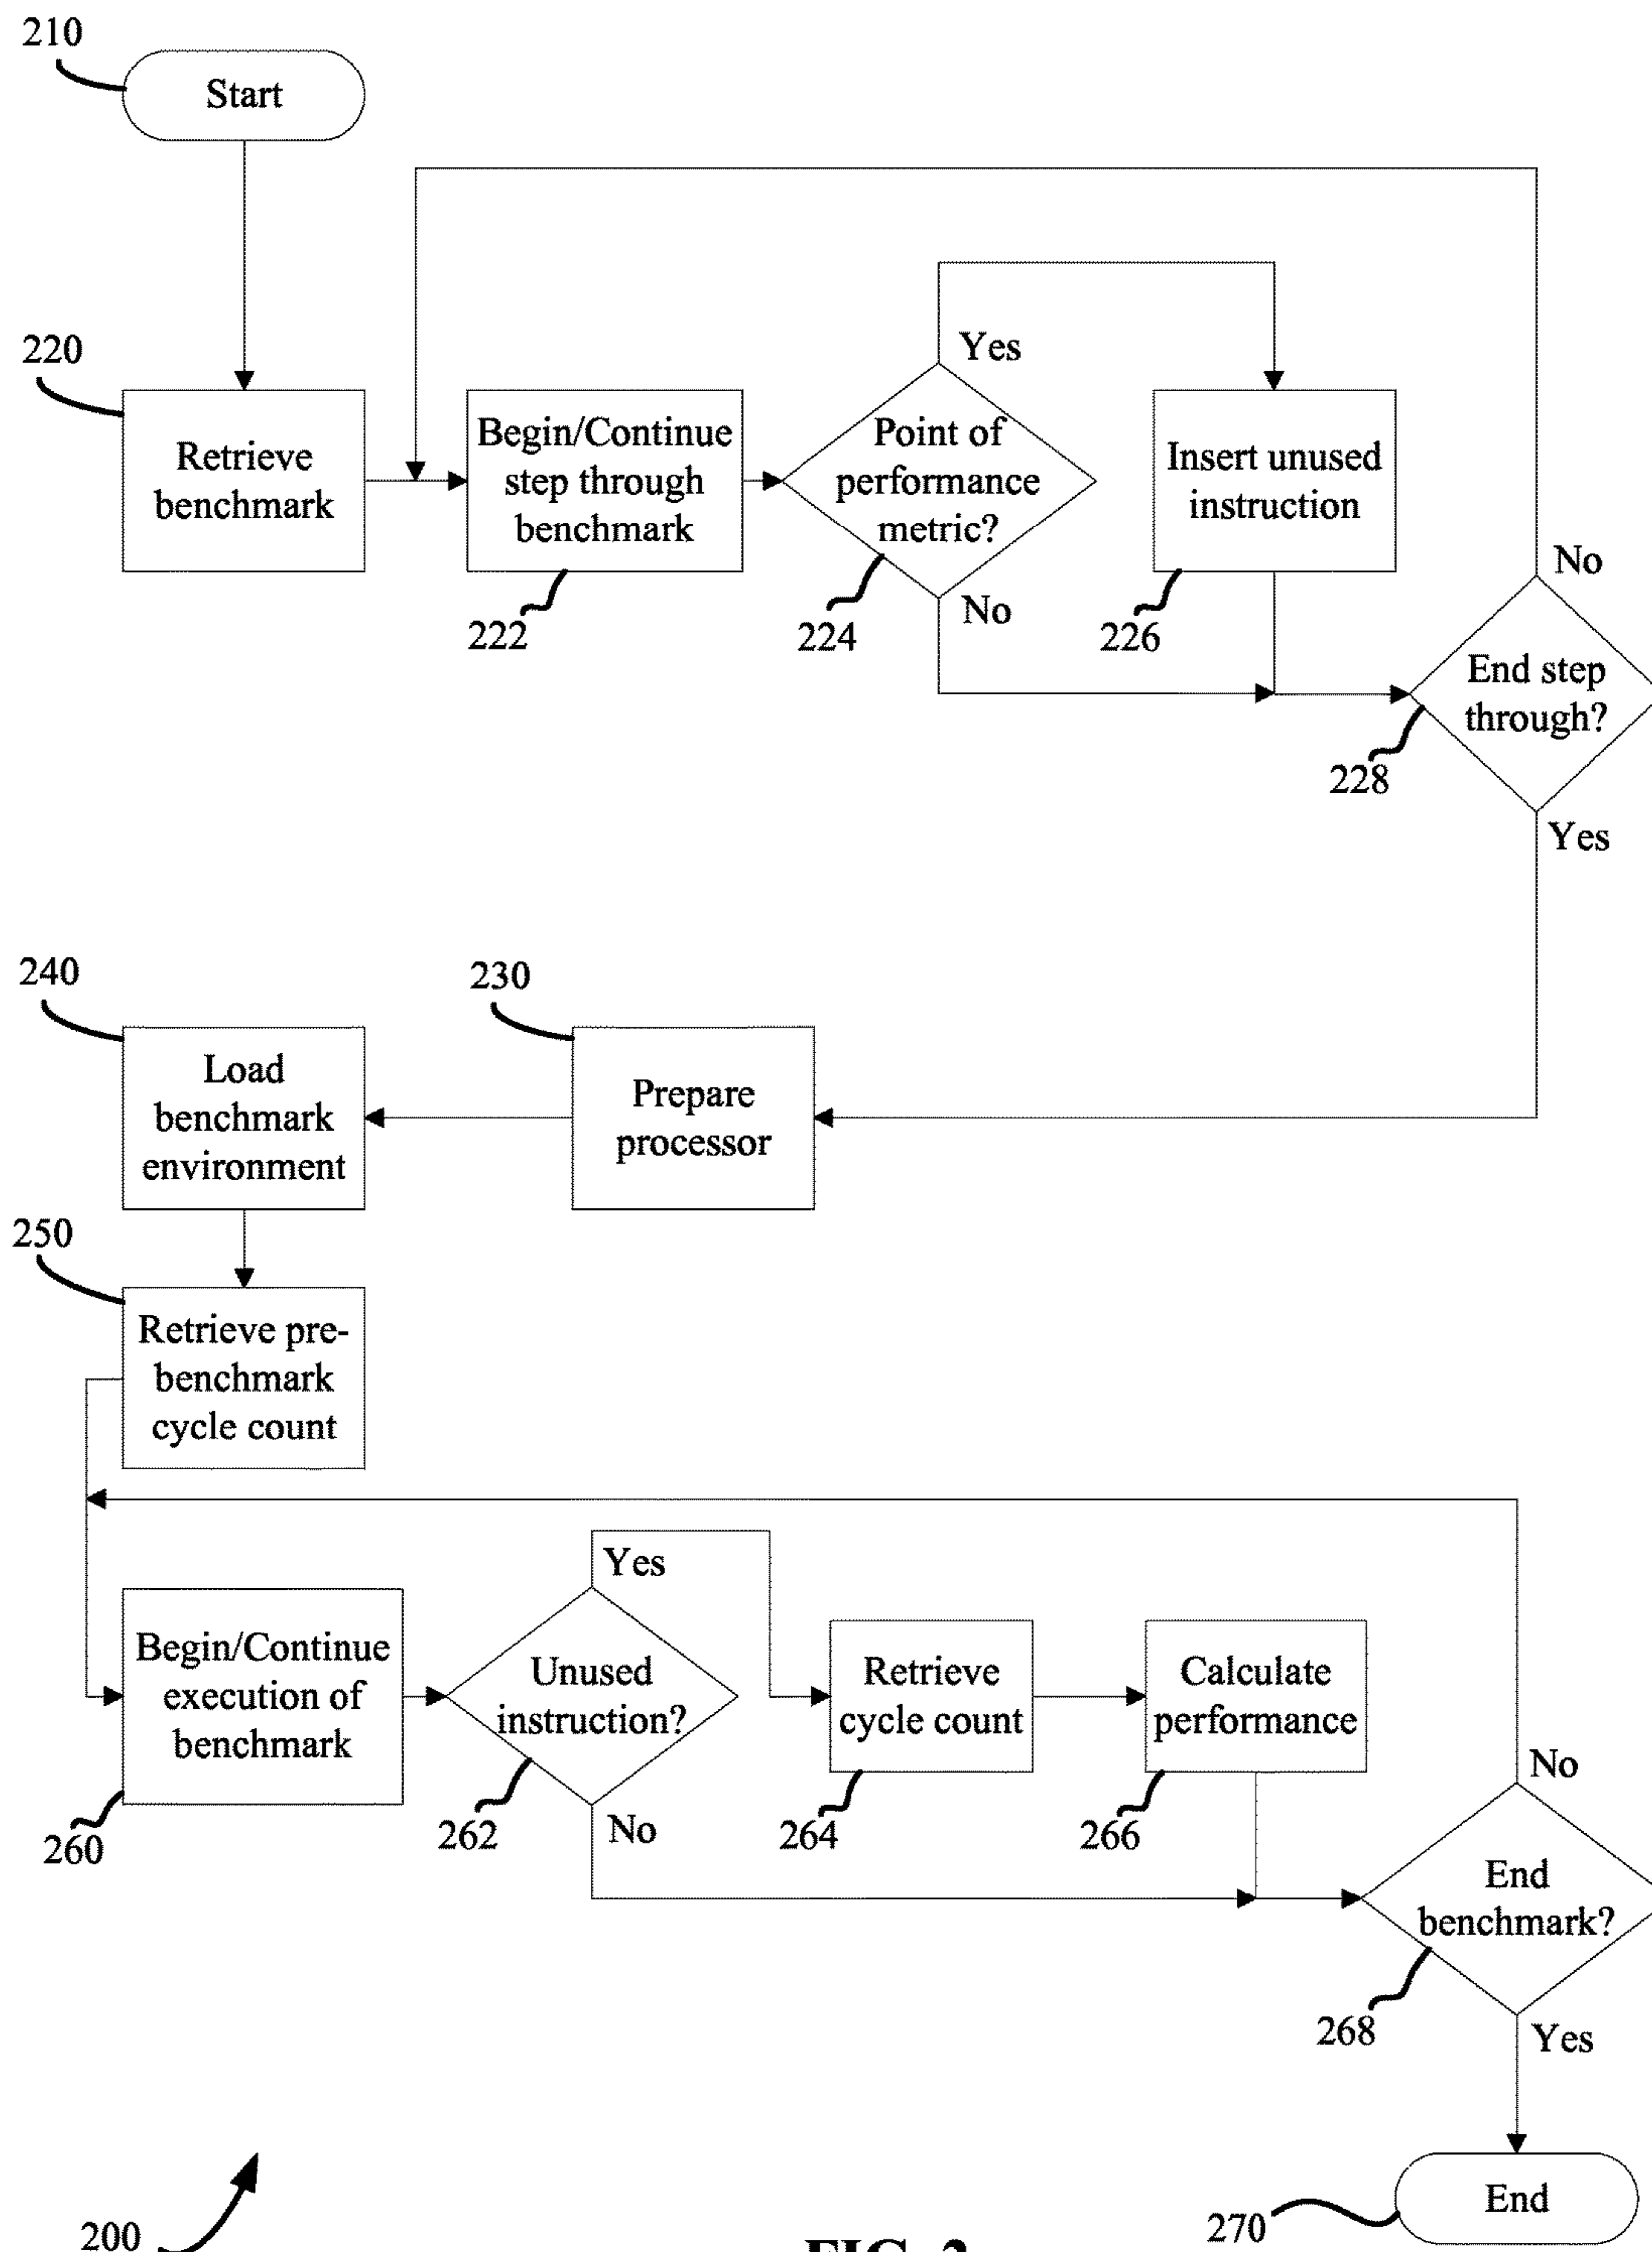 210
Start
220
Retrieve
benchmark
Begin/Continue
step through
benchmark
222
Yes
Point of
performance
metric?
No
224
Insert unused
instruction
226
No
End step
through?
228
Yes
240
Load
benchmark
environment
230
Prepare
processor
250
Retrieve pre-
benchmark
cycle count
Begin/Continue
execution of
benchmark
260
Yes
Unused
instruction?
262
No
Retrieve
cycle count
264
Calculate
performance
266
No
End
benchmark?
268
Yes
End
270
200